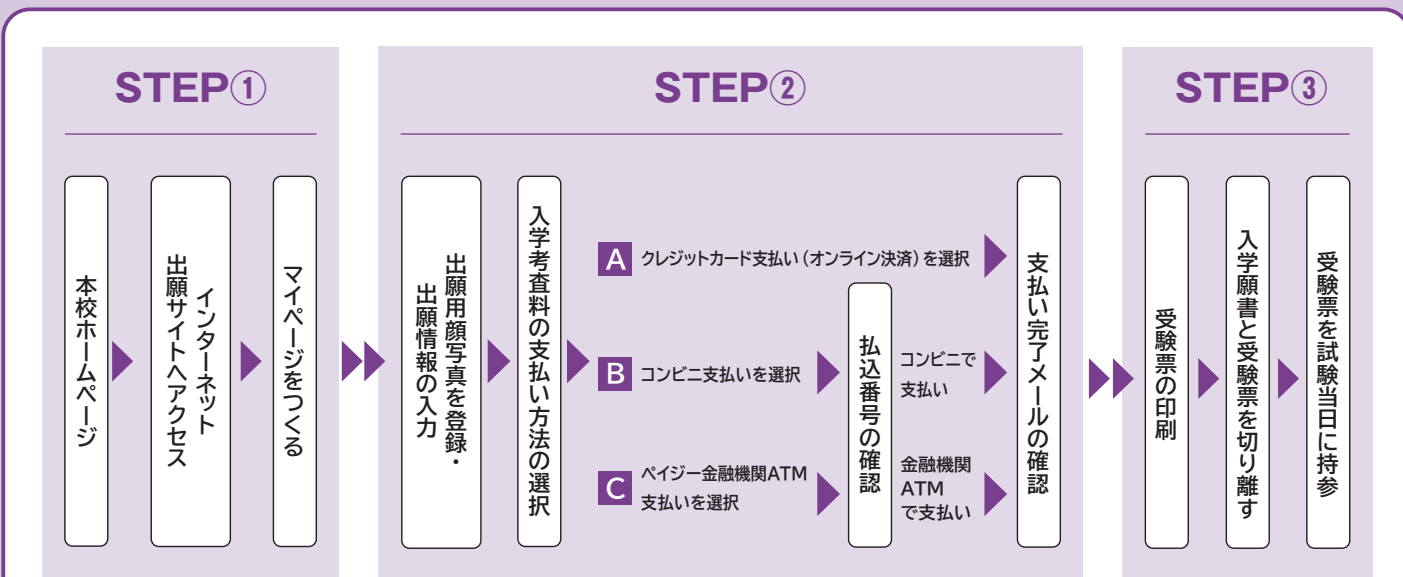 STEP①
本校ホームページ
インターネット
出願サイトへアクセス
マイページをつくる
STEP②
出願用顔写真を登録・
出願情報の入力
入学考査料の支払い方法の選択
A クレジットカード支払い(オンライン決済)を選択
B コンビニ支払いを選択
C ペイジー金融機関ATM
支払いを選択
払込番号の確認
コンビニで
支払い
金融機関
ATM
で支払い
支払い完了メールの確認
STEP③
受験票の印刷
入学願書と受験票を切り離す
受験票を試験当日に持参